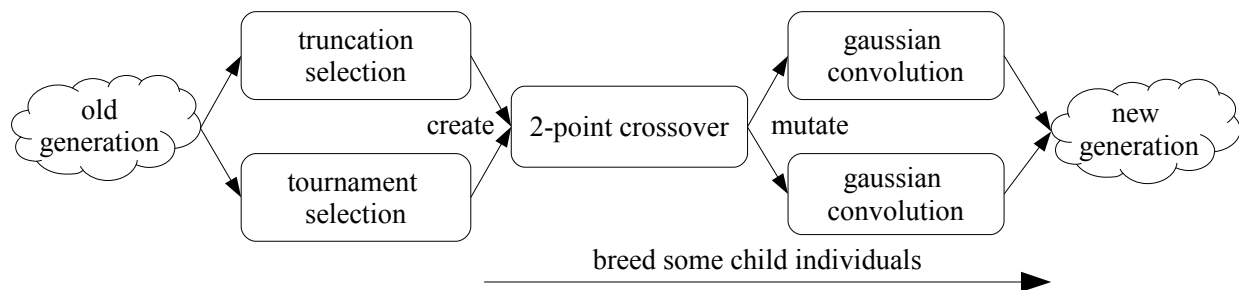 old
generation
truncation
selection
tournament
selection
create
2-point crossover
mutate
gaussian
convolution
gaussian
convolution
new
generation
breed some child individuals